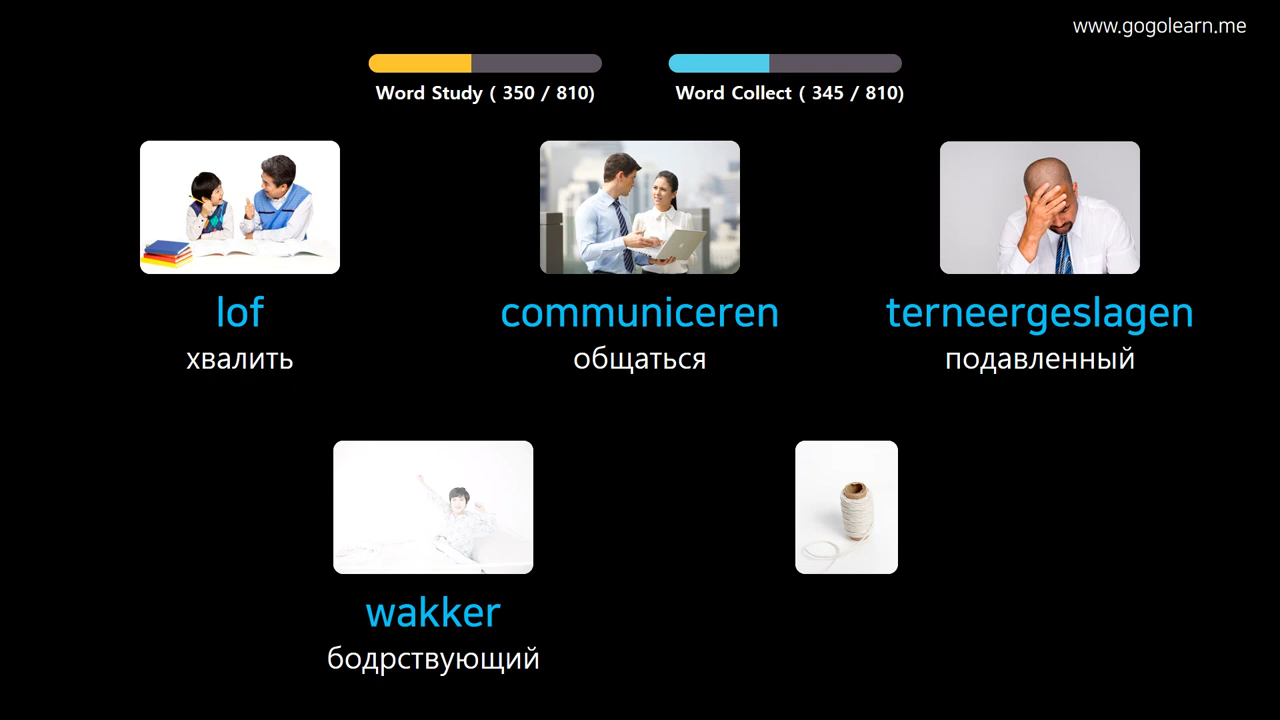 www.gogolearn.me
Word Study ( 350 / 810)
Word Collect ( 345 / 810)
lof
communiceren
terneergeslagen
хвалить
общаться
подавленный
wakker
бодрствующий